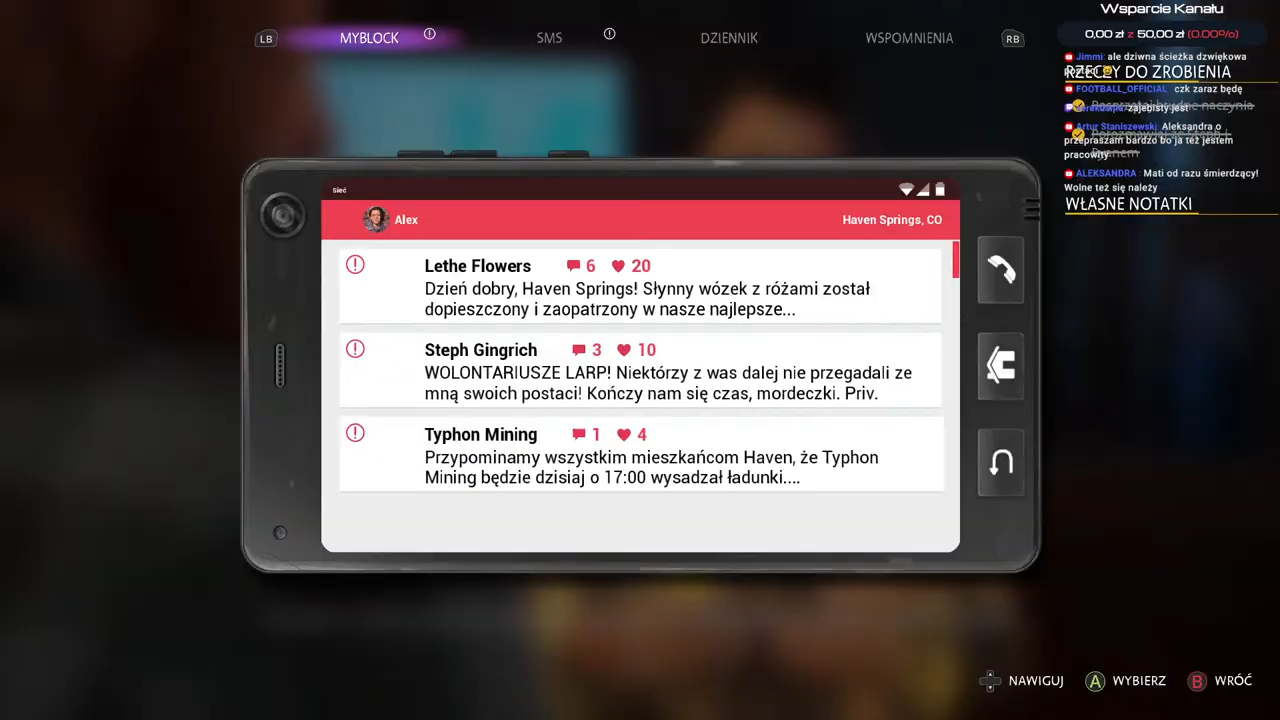 LB
MYBLOCK
SMS
DZIENNIK
WSPOMNIENIA
RB
Wsparcie Kanału
0,00 zł z 50,00 zł (0.00%)
Jimmi: ale dziwna ścieżka dzwiękowa
RZECZY DO ZROBIENIA
FOOTBALL_OFFICIAL czk zaraz będę
Posprzątaj brudne naczynia
zajebisty jest
Artur Staniszewski: Aleksandra o
przepraszam bardzo bo ja też jestem
pracowity
ALEKSANDRA: Mati od razu śmierdzący!
Wolne też się należy
WŁASNE NOTATKI
Sieć
Alex
Haven Springs, CO
Lethe Flowers 6 20
Dzień dobry, Haven Springs! Słynny wózek z różami został
dopieszczony i zaopatrzony w nasze najlepsze...
Steph Gingrich 3 10
WOLONTARIUSZE LARP! Niektórzy z was dalej nie przegadali ze
mną swoich postaci! Kończy nam się czas, mordeczki. Priv.
Typhon Mining 1 4
Przypominamy wszystkim mieszkańcom Haven, że Typhon
Mining będzie dzisiaj o 17:00 wysadzał ładunki....
NAWIGUJ
A WYBIERZ
B WRÓĆ